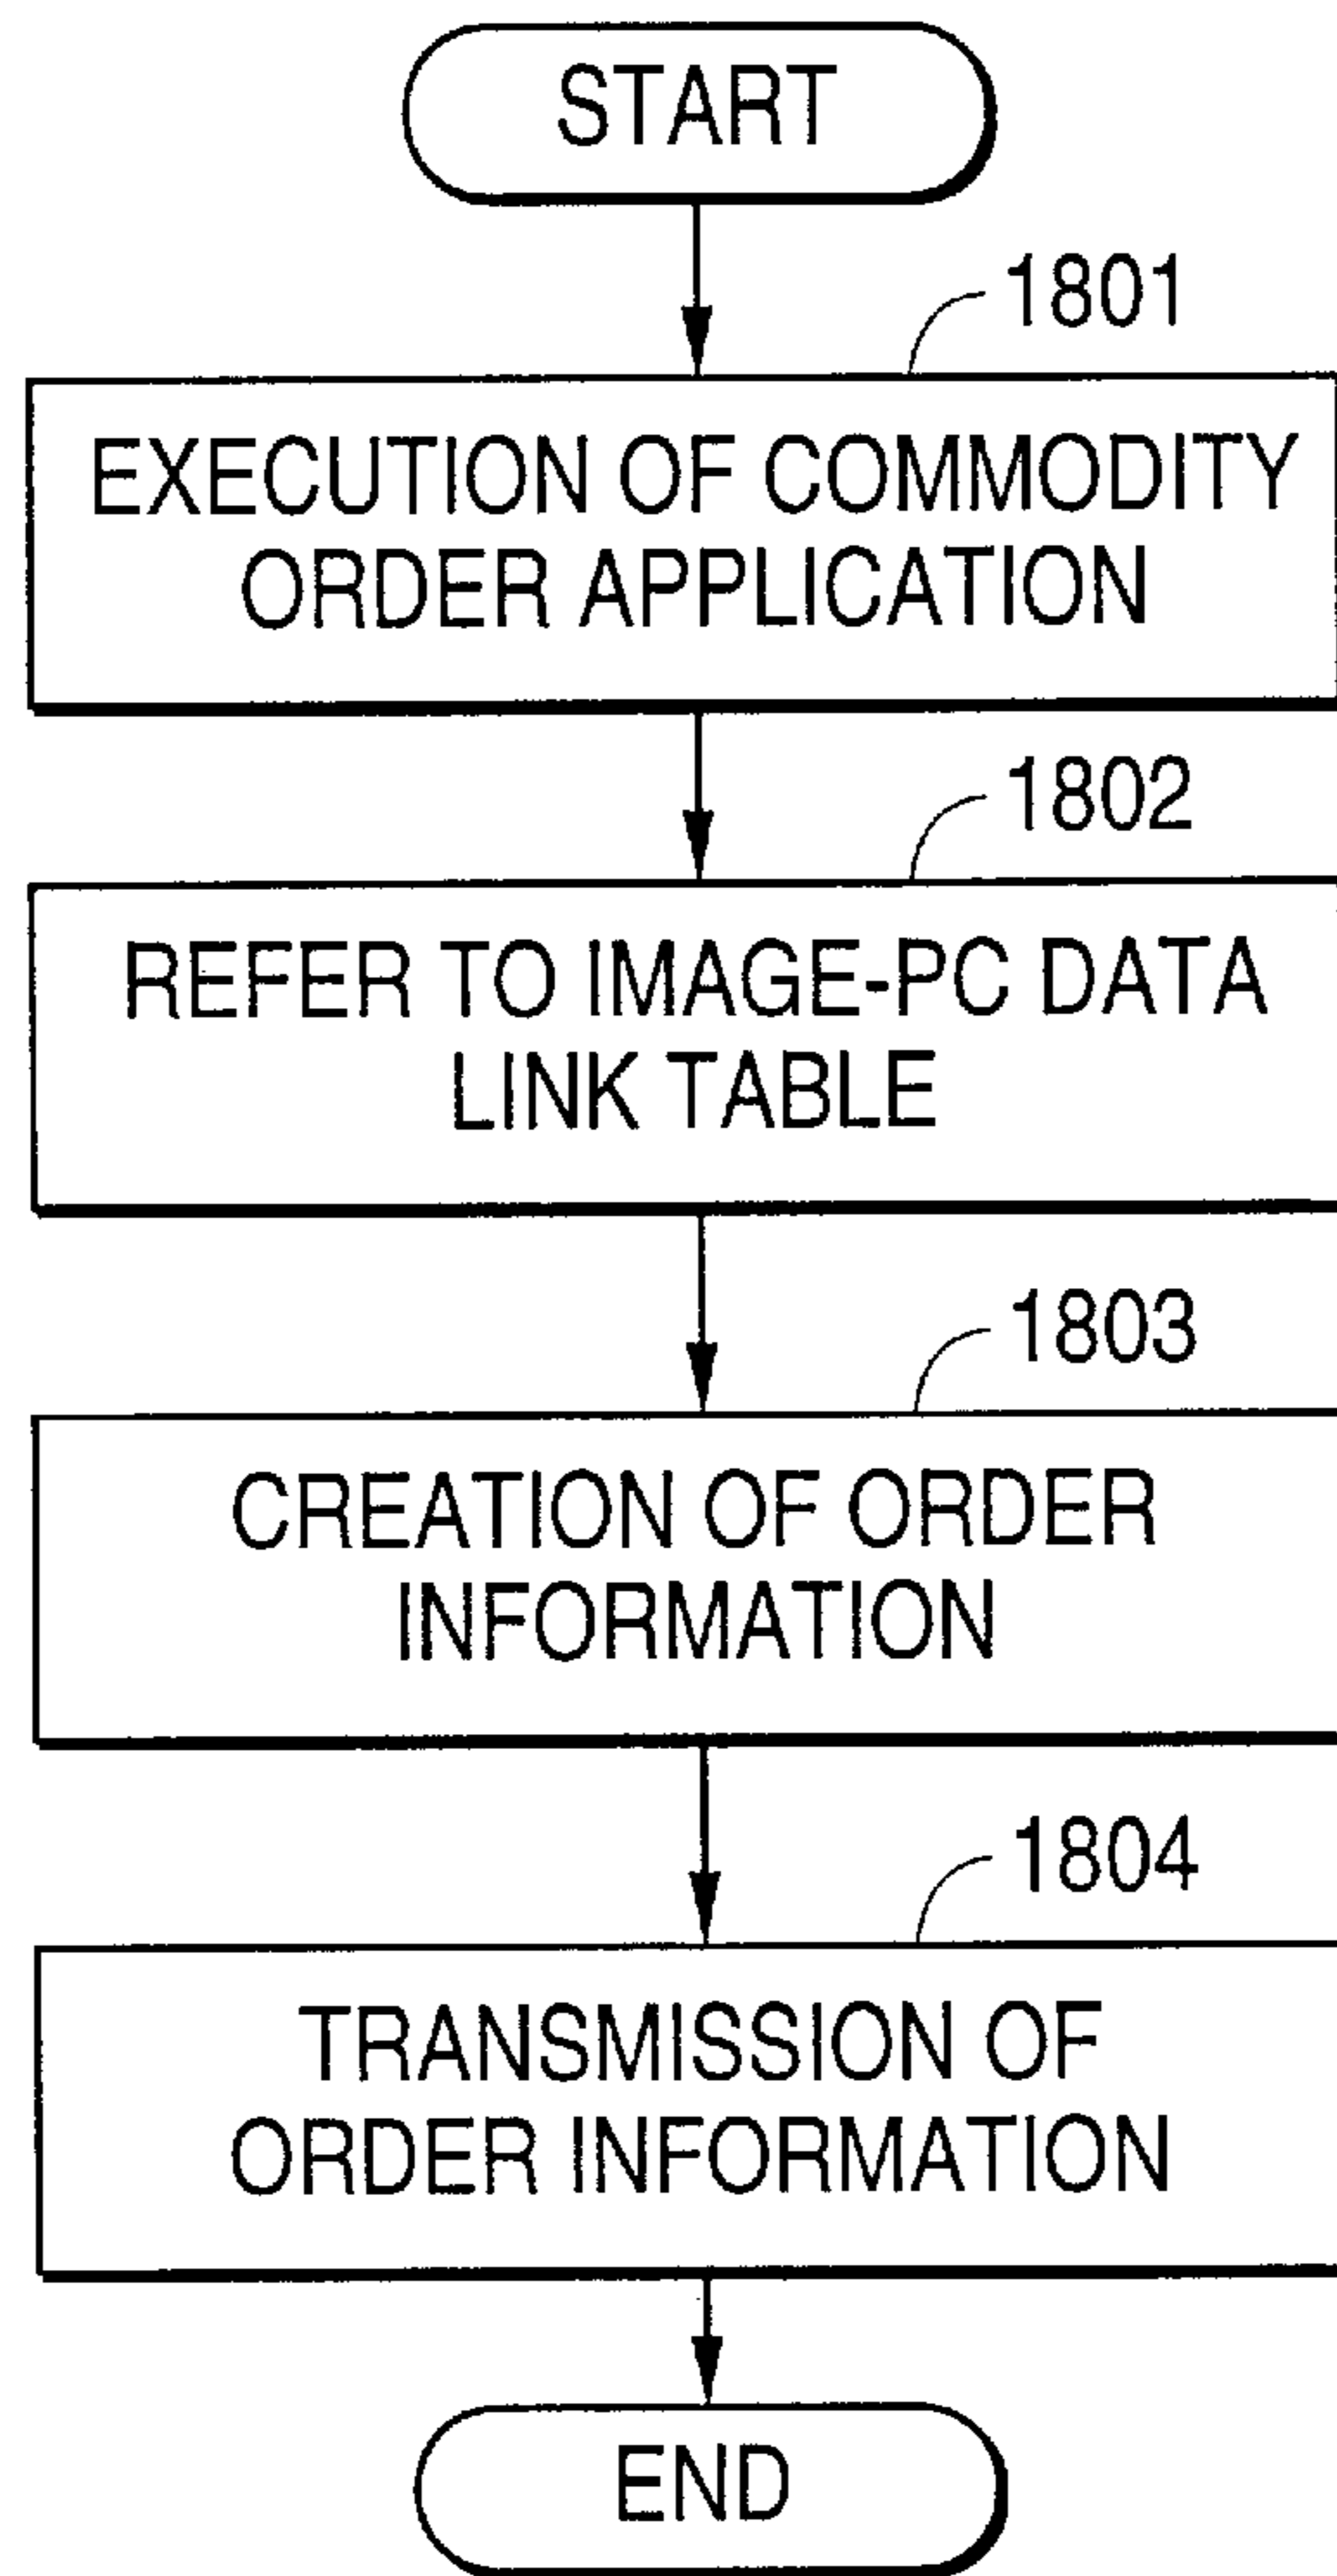 START
1801
EXECUTION OF COMMODITY
ORDER APPLICATION
1802
REFER TO IMAGE-PC DATA
LINK TABLE
1803
CREATION OF ORDER
INFORMATION
1804
TRANSMISSION OF
ORDER INFORMATION
END